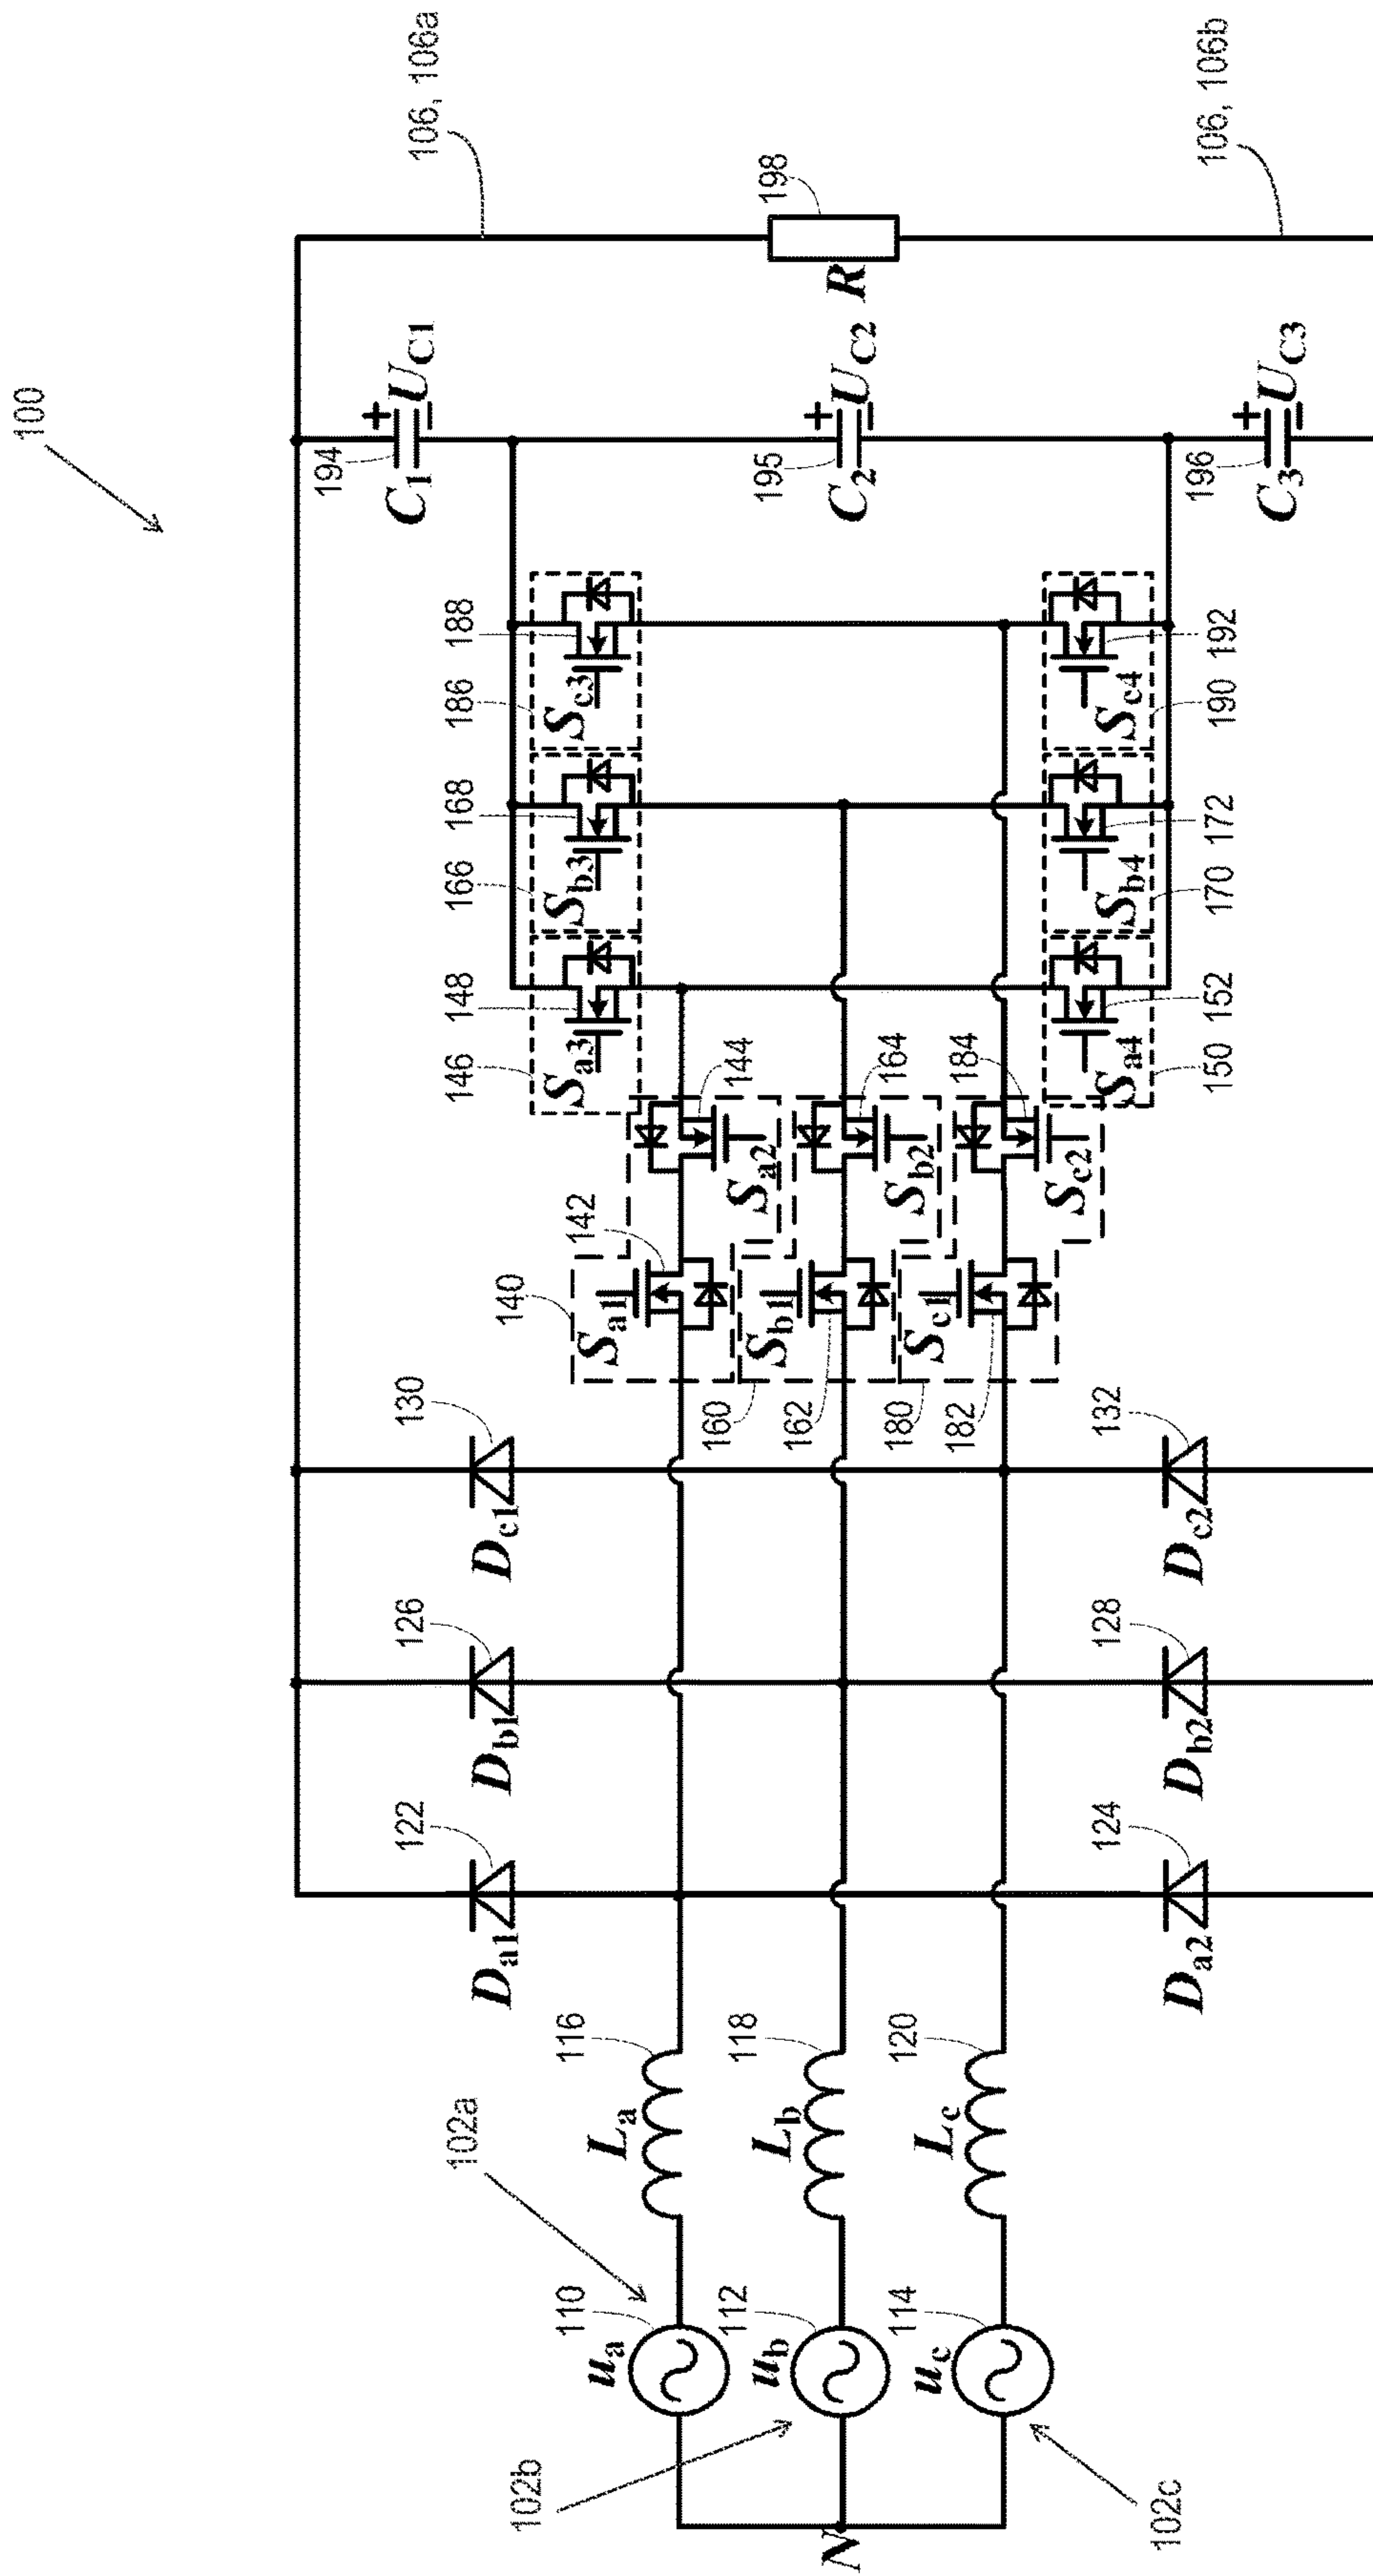 100
106, 106a
106, 106b
194
C1
UC1
195
C2
UC2
196
C3
UC3
198
R
146
148
Sa3
166
168
Sb3
186
188
Sc3
150
152
Sa4
170
172
Sb4
190
192
Sc4
140
142
Sa1
144
Sa2
160
162
Sb1
164
Sb2
180
182
Sc1
184
Sc2
122
Da1
126
Db1
130
Dc1
124
Da2
128
Db2
132
Dc2
116
La
118
Lb
120
Lc
102a
110
ua
102b
112
ub
102c
114
uc
N